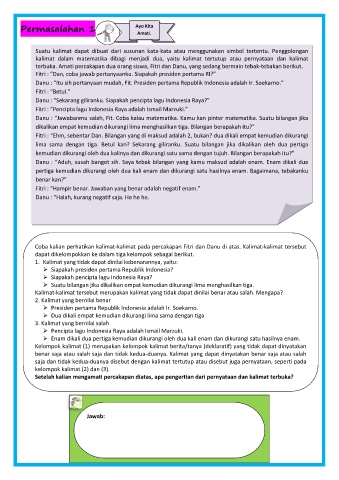 Permasalahan 1
Ayo Kita
Amati.
Suatu kalimat dapat dibuat dari susunan kata-kata atau menggunakan simbol tertentu. Penggolongan
kalimat dalam matematika dibagi menjadi dua, yaitu kalimat tertutup atau pernyataan dan kalimat
terbuka. Amati percakapan dua orang siswa, Fitri dan Danu, yang sedang bermain tebak-tebakan berikut.
Fitri : "Dan, coba jawab pertanyaanku. Siapakah presiden pertama RI?"
Danu : "Itu sih pertanyaan mudah, Fit. Presiden pertama Republik Indonesia adalah Ir. Soekarno."
Fitri : "Betul."
Danu : "Sekarang giliranku. Siapakah pencipta lagu Indonesia Raya?"
Fitri : "Pencipta lagu Indonesia Raya adalah Ismail Marzuki."
Danu : "Jawabanmu salah, Fit. Coba kalau matematika. Kamu kan pinter matematika. Suatu bilangan jika
dikalikan empat kemudian dikurangi lima menghasilkan tiga. Bilangan berapakah itu?"
Fitri : "Ehm, sebentar Dan. Bilangan yang di maksud adalah 2, bukan? dua dikali empat kemudian dikurangi
lima sama dengan tiga. Betul kan? Sekarang giliranku. Suatu bilangan jika dikalikan oleh dua pertiga
kemudian dikurangi oleh dua kalinya dan dikurangi satu sama dengan tujuh. Bilangan berapakah itu?"
Danu : "Aduh, susah banget sih. Saya tebak bilangan yang kamu maksud adalah enam. Enam dikali dua
pertiga kemudian dikurangi oleh dua kali enam dan dikurangi satu hasilnya enam. Bagaimana, tebakanku
benar kan?"
Fitri : "Hampir benar. Jawaban yang benar adalah negatif enam."
Danu : "Halah, kurang negatif saja. He he he.
Coba kalian perhatikan kalimat-kalimat pada percakapan Fitri dan Danu di atas. Kalimat-kalimat tersebut
dapat dikelompokkan ke dalam tiga kelompok sebagai berikut.
1. Kalimat yang tidak dapat dinilai kebenarannya, yaitu:
➢ Siapakah presiden pertama Republik Indonesia?
➢ Siapakah pencipta lagu Indonesia Raya?
➢ Suatu bilangan jika dikalikan empat kemudian dikurangi lima menghasilkan tiga.
Kalimat-kalimat tersebut merupakan kalimat yang tidak dapat dinilai benar atau salah. Mengapa?
2. Kalimat yang bernilai benar
➢ Presiden pertama Republik Indonesia adalah Ir. Soekarno.
➢ Dua dikali empat kemudian dikurangi lima sama dengan tiga
3. Kalimat yang bernilai salah
➢ Pencipta lagu Indonesia Raya adalah Ismail Marzuki.
➢ Enam dikali dua pertiga kemudian dikurangi oleh dua kali enam dan dikurangi satu hasilnya enam.
Kelompok kalimat (1) merupakan kelompok kalimat berita/tanya (deklaratif) yang tidak dapat dinyatakan
benar saja atau salah saja dan tidak kedua-duanya. Kalimat yang dapat dinyatakan benar saja atau salah
saja dan tidak kedua-duanya disebut dengan kalimat tertutup atau disebut juga pernyataan, seperti pada
kelompok kalimat (2) dan (3).
Setelah kalian mengamati percakapan diatas, apa pengertian dari pernyataan dan kalimat terbuka?
Jawab: